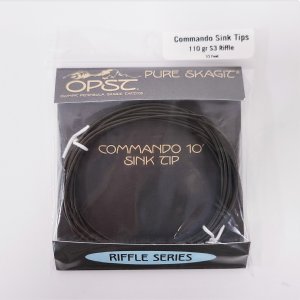 Commando Sink Tips
110 gr S3 Riffle
PURE SKAGIT
OPST
COMMANDO 10'
SINK TIP
RIFFLE SERIES